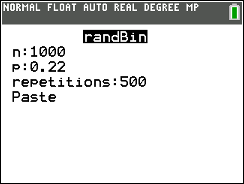 NORMAL FLOAT AUTO REAL DEGREE MP
randBin
n:1000
p:0.22
repetitions:500
Paste